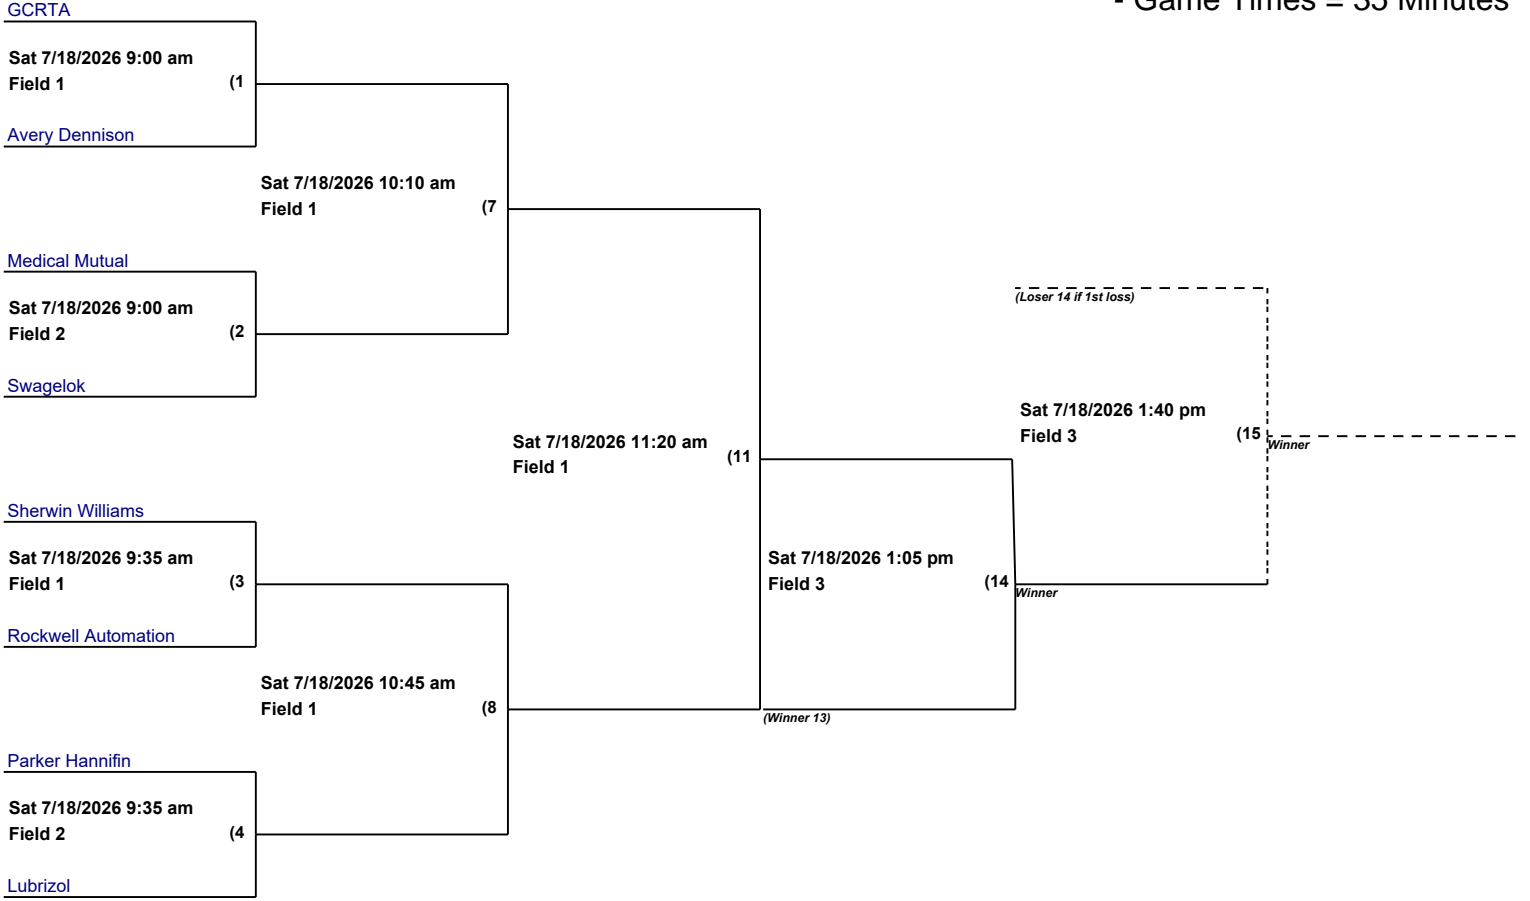 GCRTA
- Game Times = 35 Minutes
Sat 7/18/2026 9:00 am
Field 1
(1
Avery Dennison
Sat 7/18/2026 10:10 am
Field 1
(7
Medical Mutual
Sat 7/18/2026 9:00 am
Field 2
(2
Swagelok
(Loser 14 if 1st loss)
Sat 7/18/2026 1:40 pm
Field 3
(15
Winner
Sat 7/18/2026 11:20 am
Field 1
(11
Sherwin Williams
Sat 7/18/2026 9:35 am
Field 1
(3
Rockwell Automation
Sat 7/18/2026 1:05 pm
Field 3
(14
Winner
Sat 7/18/2026 10:45 am
Field 1
(8
(Winner 13)
Parker Hannifin
Sat 7/18/2026 9:35 am
Field 2
(4
Lubrizol